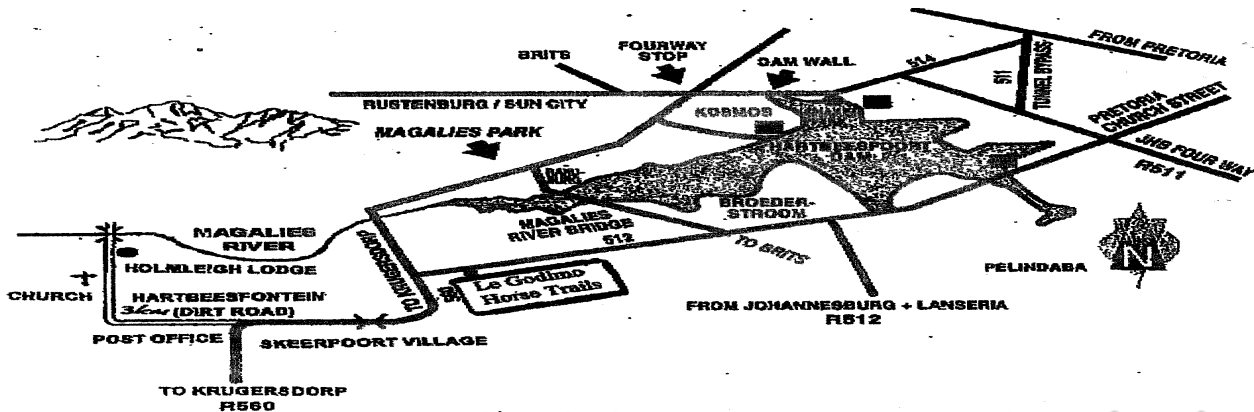 FROM PRETORIA
BRITS
FOURWAY
STOP
DAM WALL
514
511
TUNNEL BYPASS
RUSTENBURG / SUN CITY
KOSMOS
PRETORIA
CHURCH STREET
MAGALIES PARK
HARTBEESPOORT
DAM
JHB FOUR WAY
R511
BROEDER-
STROOM
MAGALIES
RIVER BRIDGE
512
TO BRITS
MAGALIES
RIVER
TO KRUGERSDORP
N
PELINDABA
HOLMLEIGH LODGE
CHURCH
Le Godimo
Horse Trails
HARTBEESFONTEIN
3km (DIRT ROAD)
FROM JOHANNESBURG + LANSERIA
R512
POST OFFICE
SKEERPOORT VILLAGE
TO KRUGERSDORP
R560